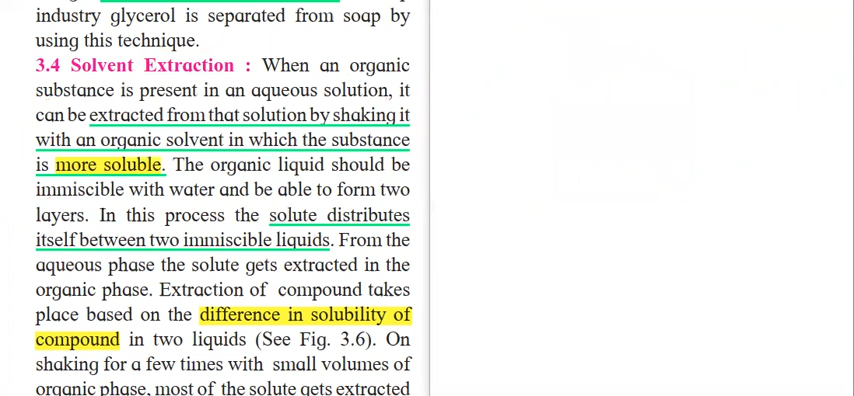 industry glycerol is separated from soap by
using this technique.
3.4 Solvent Extraction : When an organic
substance is present in an aqueous solution, it
can be extracted from that solution by shaking it
with an organic solvent in which the substance
is more soluble. The organic liquid should be
immiscible with water and be able to form two
layers. In this process the solute distributes
itself between two immiscible liquids. From the
aqueous phase the solute gets extracted in the
organic phase. Extraction of compound takes
place based on the difference in solubility of
compound in two liquids (See Fig. 3.6). On
shaking for a few times with small volumes of
organic phase, most of the solute gets extracted